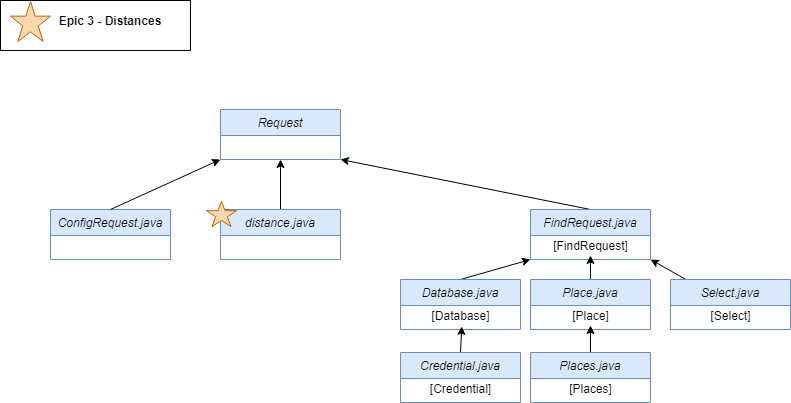 Epic 3 - Distances
Request
ConfigRequest.java
distance.java
FindRequest.java
[FindRequest]
Database.java
[Database]
Place.java
[Place]
Select.java
[Select]
Credential.java
[Credential]
Places.java
[Places]